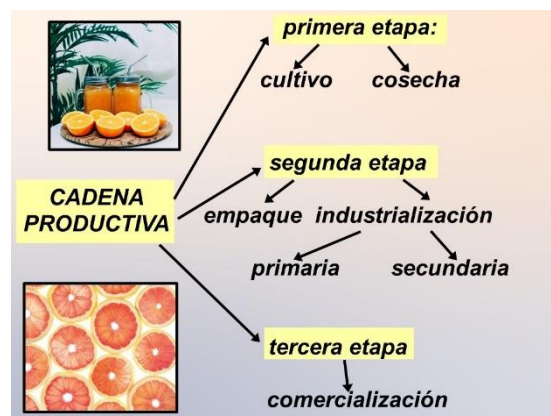 primera etapa:
cultivo cosecha
segunda etapa
CADENA
PRODUCTIVA
empaque industrialización
primaria secundaria
tercera etapa
comercialización